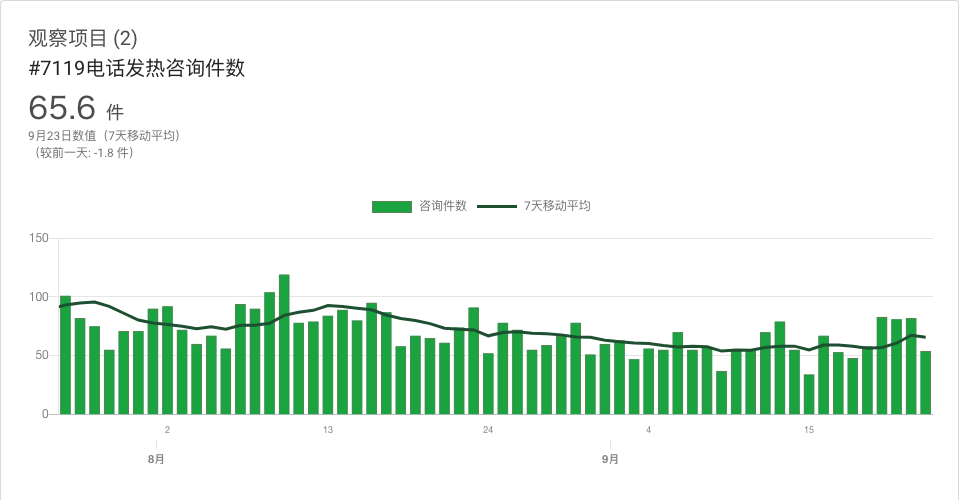 观察项目 (2)
#7119电话发热咨询件数
65.6 件
9月23日数值（7天移动平均）
（较前一天: -1.8 件）
咨询件数 7天移动平均
150
100
50
0
2 13 24 4 15
8月 9月